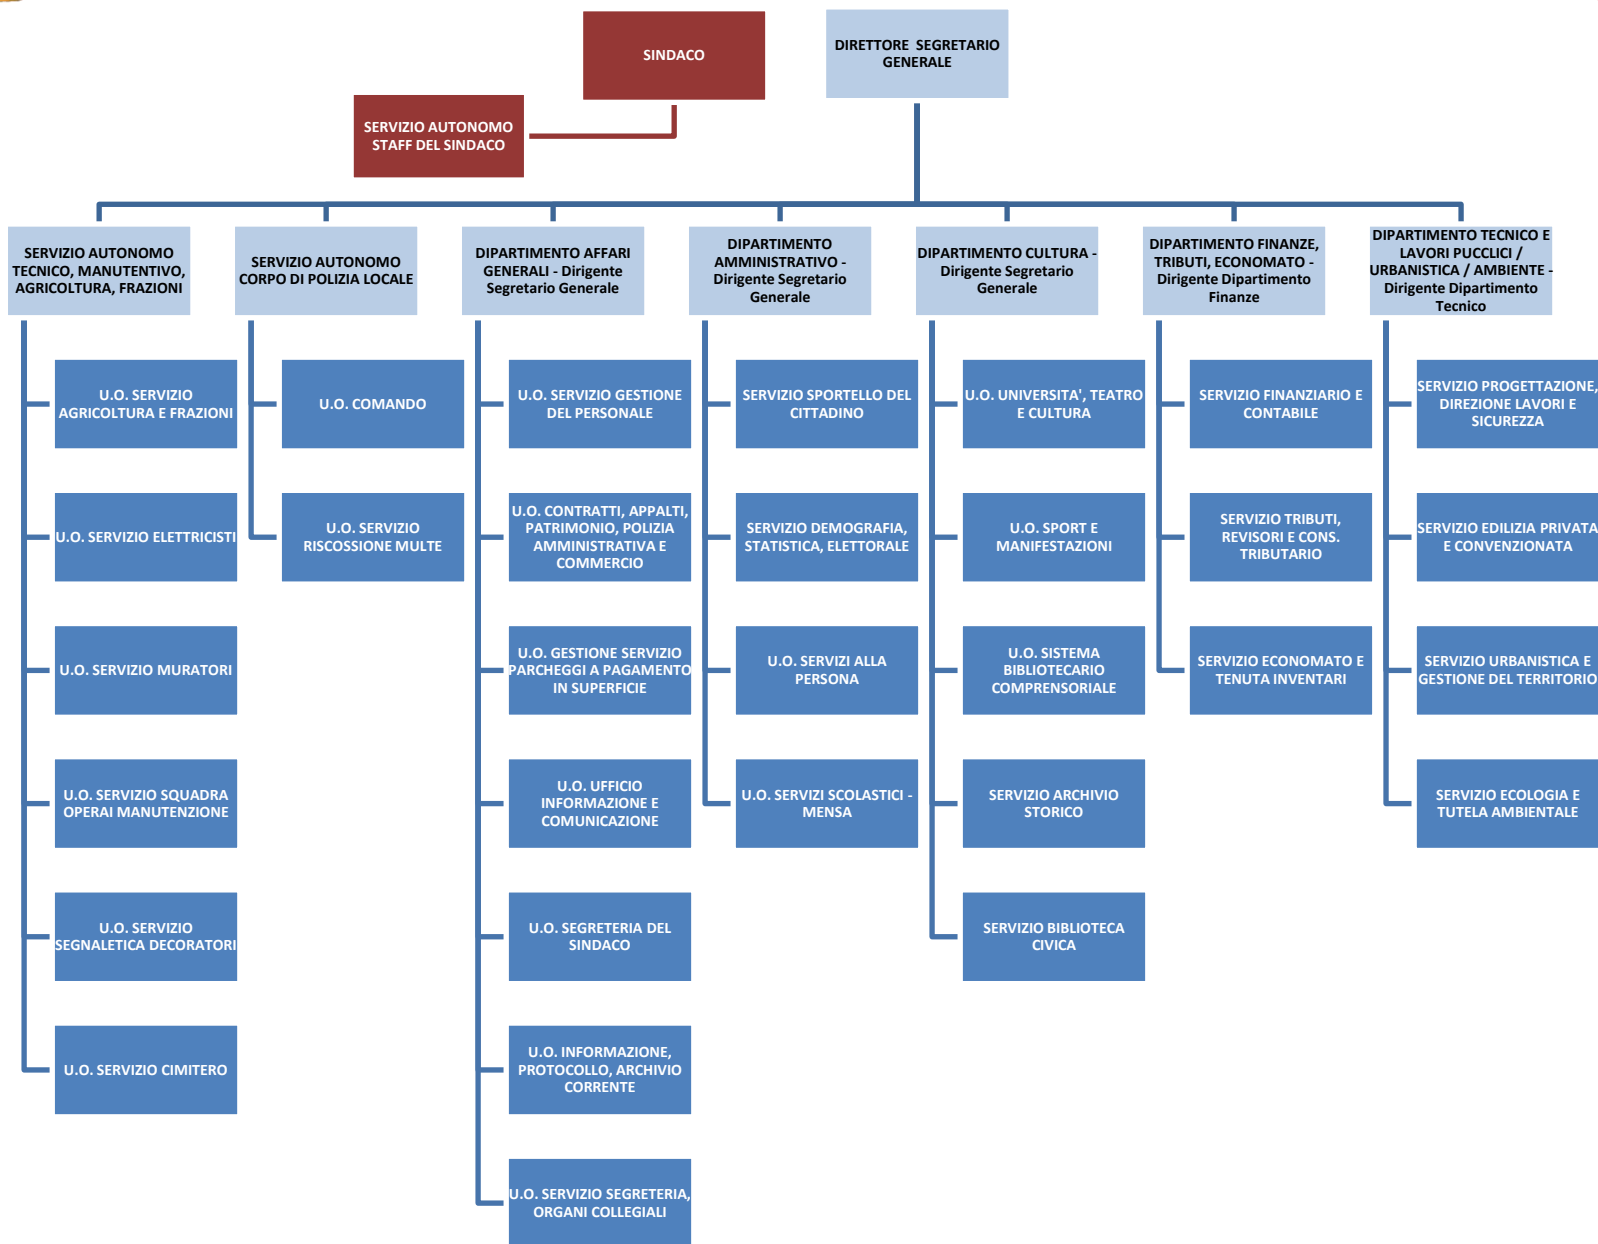 SINDACO
DIRETTORE SEGRETARIO
GENERALE
SERVIZIO AUTONOMO
STAFF DEL SINDACO
SERVIZIO AUTONOMO
TECNICO, MANUTENTIVO,
AGRICOLTURA, FRAZIONI
U.O. SERVIZIO
AGRICOLTURA E FRAZIONI
U.O. SERVIZIO ELETTRICISTI
U.O. SERVIZIO MURATORI
U.O. SERVIZIO SQUADRA
OPERAI MANUTENZIONE
U.O. SERVIZIO
SEGNALETICA DECORATORI
U.O. SERVIZIO CIMITERO
SERVIZIO AUTONOMO
CORPO DI POLIZIA LOCALE
U.O. COMANDO
U.O. SERVIZIO
RISCOSSIONE MULTE
DIPARTIMENTO AFFARI
GENERALI - Dirigente
Segretario Generale
U.O. SERVIZIO GESTIONE
DEL PERSONALE
U.O. CONTRATTI, APPALTI,
PATRIMONIO, POLIZIA
AMMINISTRATIVA E
COMMERCIO
U.O. GESTIONE SERVIZIO
PARCHEGGI A PAGAMENTO
IN SUPERFICIE
U.O. UFFICIO
INFORMAZIONE E
COMUNICAZIONE
U.O. SEGRETERIA DEL
SINDACO
U.O. INFORMAZIONE,
PROTOCOLLO, ARCHIVIO
CORRENTE
U.O. SERVIZIO SEGRETERIA,
ORGANI COLLEGIALI
DIPARTIMENTO
AMMINISTRATIVO -
Dirigente Segretario
Generale
SERVIZIO SPORTELLO DEL
CITTADINO
SERVIZIO DEMOGRAFIA,
STATISTICA, ELETTORALE
U.O. SERVIZI ALLA
PERSONA
U.O. SERVIZI SCOLASTICI -
MENSA
DIPARTIMENTO CULTURA -
Dirigente Segretario
Generale
U.O. UNIVERSITA', TEATRO
E CULTURA
U.O. SPORT E
MANIFESTAZIONI
U.O. SISTEMA
BIBLIOTECARIO
COMPRENSORIALE
SERVIZIO ARCHIVIO
STORICO
SERVIZIO BIBLIOTECA
CIVICA
DIPARTIMENTO FINANZE,
TRIBUTI, ECONOMATO -
Dirigente Dipartimento
Finanze
SERVIZIO FINANZIARIO E
CONTABILE
SERVIZIO TRIBUTI,
REVISORI E CONS.
TRIBUTARIO
SERVIZIO ECONOMATO E
TENUTA INVENTARI
DIPARTIMENTO TECNICO E
LAVORI PUCCLICI /
URBANISTICA / AMBIENTE -
Dirigente Dipartimento
Tecnico
SERVIZIO PROGETTAZIONE,
DIREZIONE LAVORI E
SICUREZZA
SERVIZIO EDILIZIA PRIVATA
E CONVENZIONATA
SERVIZIO URBANISTICA E
GESTIONE DEL TERRITORIO
SERVIZIO ECOLOGIA E
TUTELA AMBIENTALE